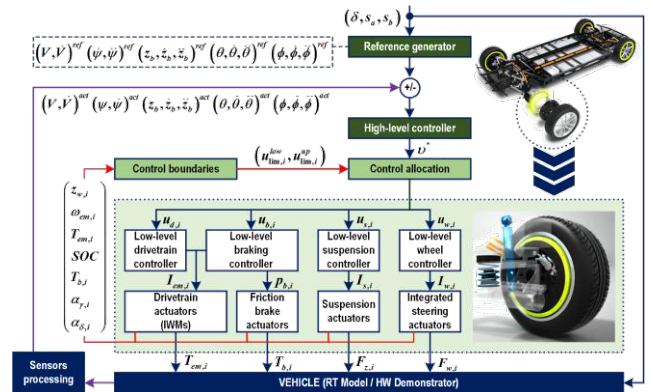 (δ, s_a, s_b)
(V, V̇)^ref (ψ, ψ̇)^ref (z_b, ż_b, z̈_b)^ref (θ, θ̇, θ̈)^ref (ϕ, ϕ̇, ϕ̈)^ref
Reference generator
+/-
(V, V̇)^act (ψ, ψ̇)^act (z_b, ż_b, z̈_b)^act (θ, θ̇, θ̈)^act (ϕ, ϕ̇, ϕ̈)^act
High-level controller
υ*
Control boundaries
(u_lim,i^low, u_lim,i^up)
Control allocation
z_w,i
ω_em,i
T_em,i
SOC
T_b,i
α_γ,i
α_δ,i
u_d,i u_b,i u_s,i u_w,i
Low-level drivetrain controller
Low-level braking controller
Low-level suspension controller
Low-level wheel controller
I_em,i p_b,i I_s,i I_w,i
Drivetrain actuators (IWMs)
Friction brake actuators
Suspension actuators
Integrated steering actuators
T_em,i T_b,i F_z,i F_w,i
Sensors processing
VEHICLE (RT Model / HW Demonstrator)